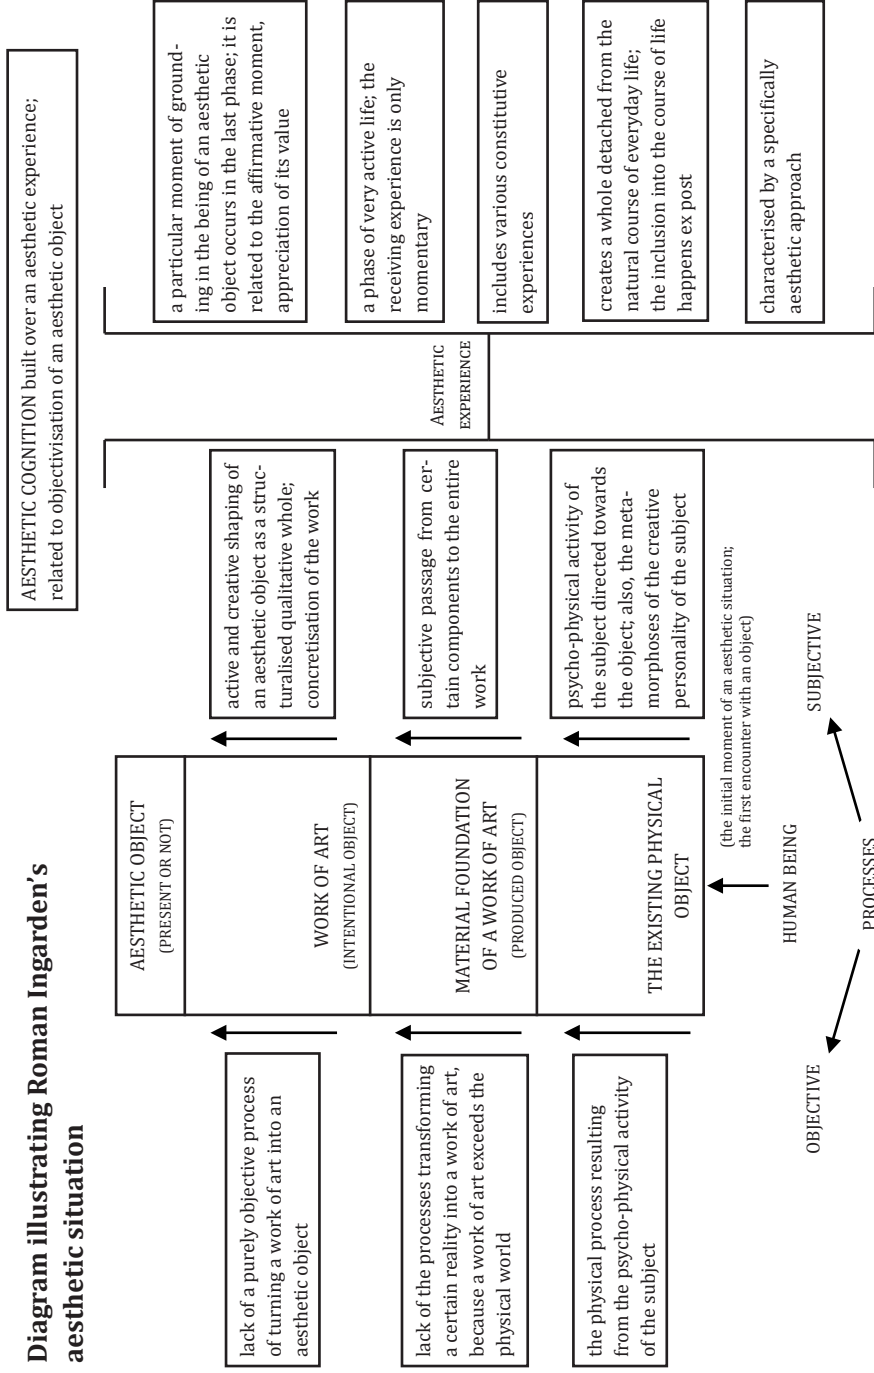 Diagram illustrating Roman Ingarden’s
aesthetic situation
AESTHETIC COGNITION built over an aesthetic experience;
related to objectivisation of an aesthetic object
lack of a purely objective process
of turning a work of art into an
aesthetic object
lack of the processes transforming
a certain reality into a work of art,
because a work of art exceeds the
physical world
the physical process resulting
from the psycho-physical activity
of the subject
AESTHETIC OBJECT
(PRESENT OR NOT)
WORK OF ART
(INTENTIONAL OBJECT)
MATERIAL FOUNDATION
OF A WORK OF ART
(PRODUCED OBJECT)
THE EXISTING PHYSICAL
OBJECT
active and creative shaping of
an aesthetic object as a struc-
turalised qualitative whole;
concretisation of the work
subjective passage from cer-
tain components to the entire
work
psycho-physical activity of
the subject directed towards
the object; also, the meta-
morphoses of the creative
personality of the subject
(the initial moment of an aesthetic situation;
the first encounter with an object)
AESTHETIC
EXPERIENCE
a particular moment of ground-
ing in the being of an aesthetic
object occurs in the last phase; it is
related to the affirmative moment,
appreciation of its value
a phase of very active life; the
receiving experience is only
momentary
includes various constitutive
experiences
creates a whole detached from the
natural course of everyday life;
the inclusion into the course of life
happens ex post
characterised by a specifically
aesthetic approach
HUMAN BEING
OBJECTIVE
SUBJECTIVE
PROCESSES